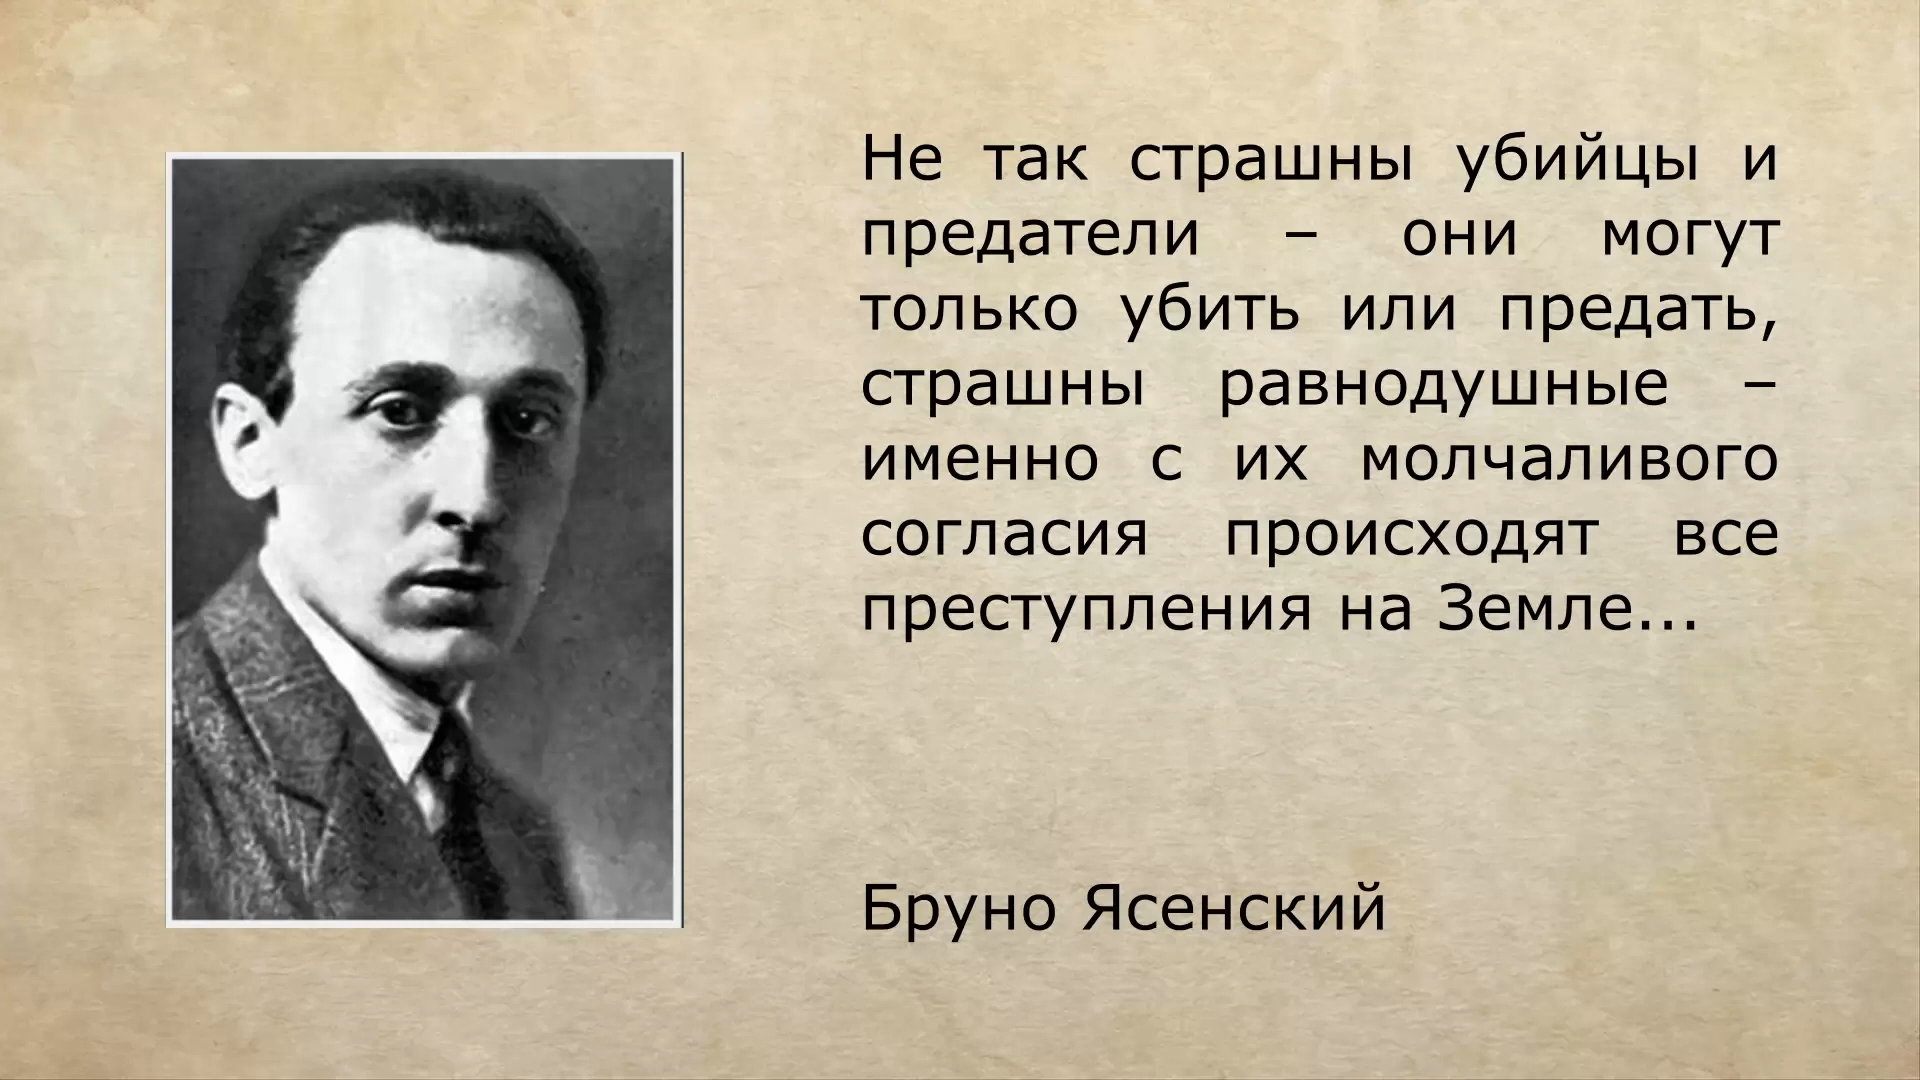 Не так страшны убийцы и
предатели – они могут
только убить или предать,
страшны равнодушные –
именно с их молчаливого
согласия происходят все
преступления на Земле...
Бруно Ясенский